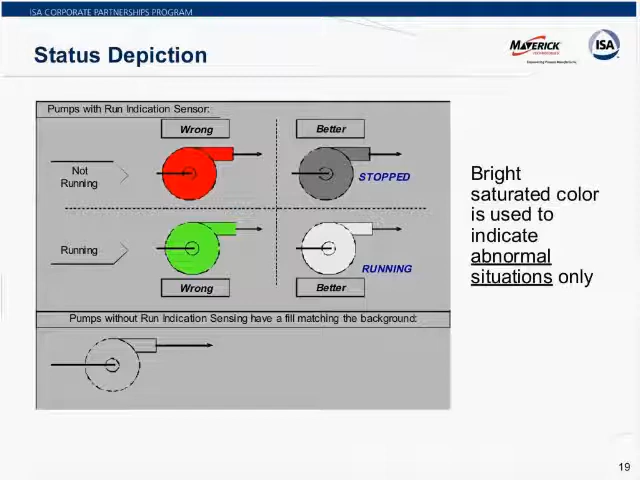 ISA CORPORATE PARTNERSHIPS PROGRAM
Status Depiction
MAVERICK
ISA
Pumps with Run Indication Sensor:
Wrong
Better
Not
Running
STOPPED
Running
RUNNING
Wrong
Better
Pumps without Run Indication Sensing have a fill matching the background:
Bright
saturated color
is used to
indicate
abnormal
situations only
19